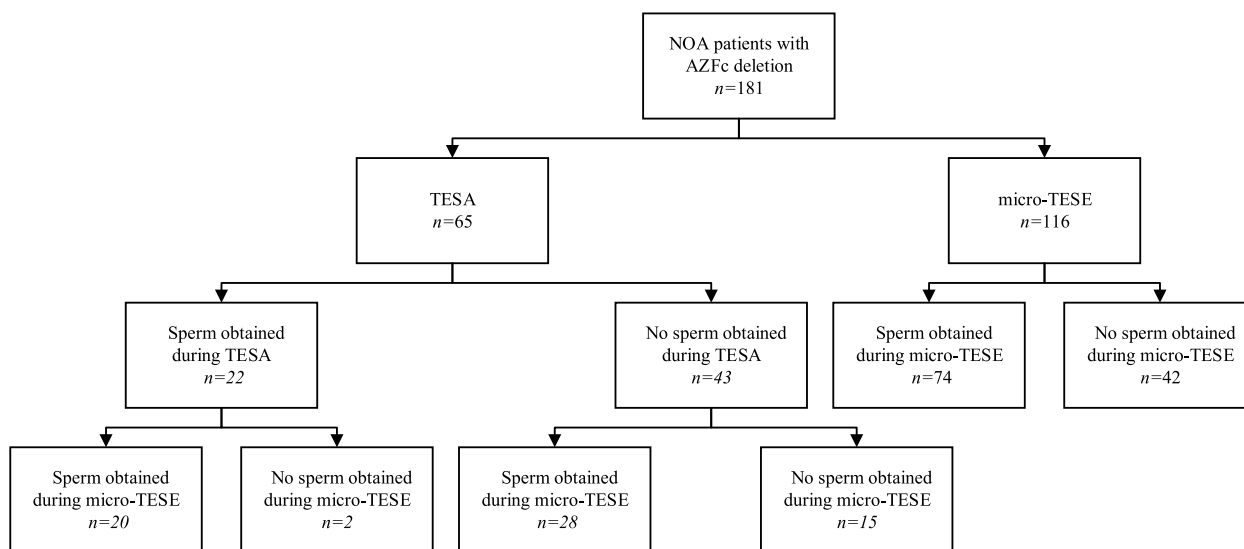 NOA patients with
AZFc deletion
n=181
TESA
n=65
micro-TESE
n=116
Sperm obtained
during TESA
n=22
No sperm obtained
during TESA
n=43
Sperm obtained
during micro-TESE
n=74
No sperm obtained
during micro-TESE
n=42
Sperm obtained
during micro-TESE
n=20
No sperm obtained
during micro-TESE
n=2
Sperm obtained
during micro-TESE
n=28
No sperm obtained
during micro-TESE
n=15